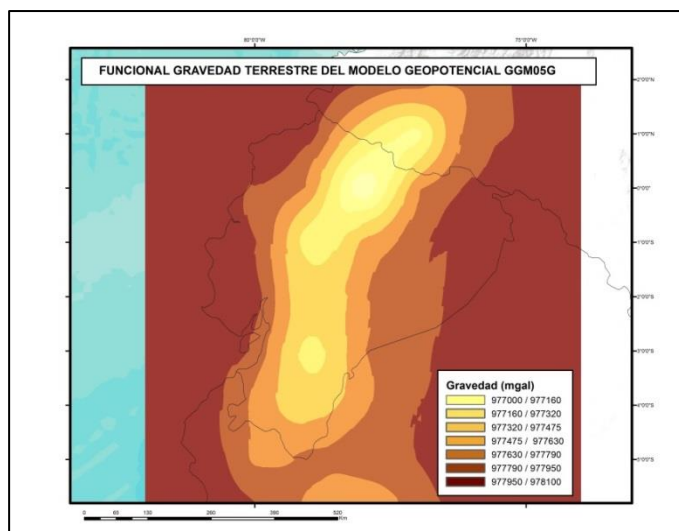 80°0'0"W 75°0'0"W
FUNCIONAL GRAVEDAD TERRESTRE DEL MODELO GEOPOTENCIAL GGM05G
2°0'0"N
1°0'0"N
0°0'0"
1°0'0"S
2°0'0"S
3°0'0"S
4°0'0"S
5°0'0"S
Gravedad (mgal)
977000 / 977160
977160 / 977320
977320 / 977475
977475 / 977630
977630 / 977790
977790 / 977950
977950 / 978100
0 65 130 260 390 520
Km